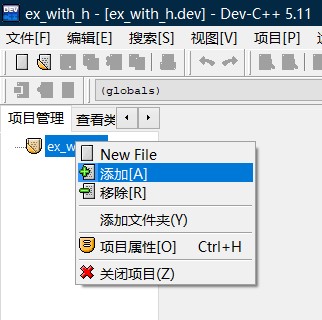 ex_with_h - [ex_with_h.dev] - Dev-C++ 5.11
文件[F] 编辑[E] 搜索[S] 视图[V] 项目[P]
(globals)
项目管理 查看类
New File
添加[A]
移除[R]
添加文件夹(Y)
项目属性[O] Ctrl+H
关闭项目(Z)